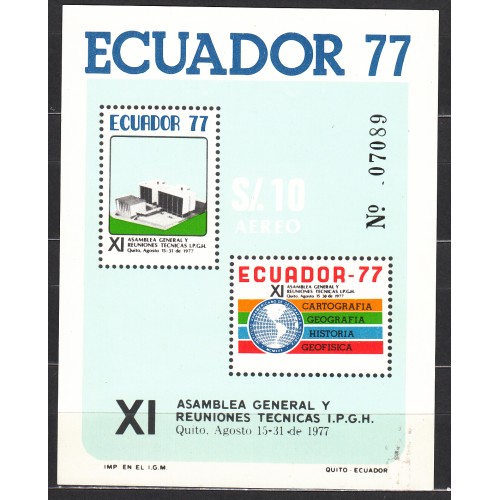 ECUADOR 77
ECUADOR 77
XI ASAMBLEA GENERAL Y
REUNIONES TECNICAS I.P.G.H.
Quito, Agosto 15-31 de 1977
S/. 10
AEREO
Nº 07089
ECUADOR-77
XI ASAMBLEA GENERAL Y
REUNIONES TECNICAS I.P.G.H.
Quito, Agosto 15-30 de 1977
CARTOGRAFIA
GEOGRAFIA
HISTORIA
GEOFISICA
XI ASAMBLEA GENERAL Y
REUNIONES TECNICAS I.P.G.H.
Quito, Agosto 15-31 de 1977
IMP EN EL I.G.M.
QUITO-ECUADOR